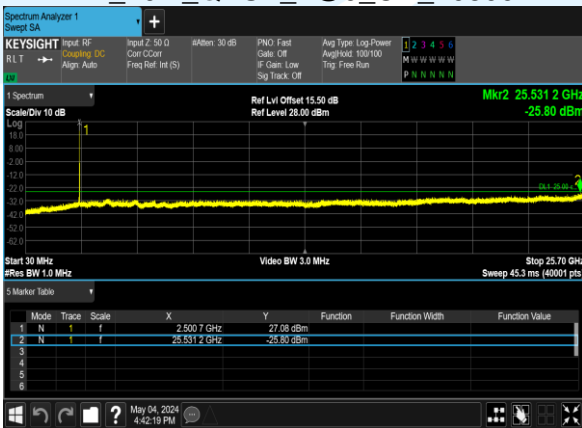 Spectrum Analyzer 1
Swept SA
KEYSIGHT Input: RF Input Z: 50 Ω #Atten: 30 dB PNO: Fast Avg Type: Log-Power 1 2 3 4 5 6
RLT Coupling: DC Corr CCorr Gate: Off Avg|Hold: 100/100 M W W W W W
Align: Auto Freq Ref: Int (S) IF Gain: Low Trig: Free Run
Sig Track: Off P N N N N N
LW
1 Spectrum Ref Lvl Offset 15.50 dB Mkr2 25.531 2 GHz
Scale/Div 10 dB Ref Level 28.00 dBm -25.80 dBm
Log
1
18.0
8.00
-2.00
-12.0
-22.0
-32.0
-42.0
-52.0
-62.0
Start 30 MHz Video BW 3.0 MHz Stop 25.70 GHz
#Res BW 1.0 MHz Sweep 45.3 ms (40001 pts
5 Marker Table
Mode Trace Scale X Y Function Function Width Function Value
1 N 1 f 2.500 7 GHz 27.08 dBm
2 N 1 f 25.531 2 GHz -25.80 dBm
3
4
5
6
? May 04, 2024
4:42:19 PM